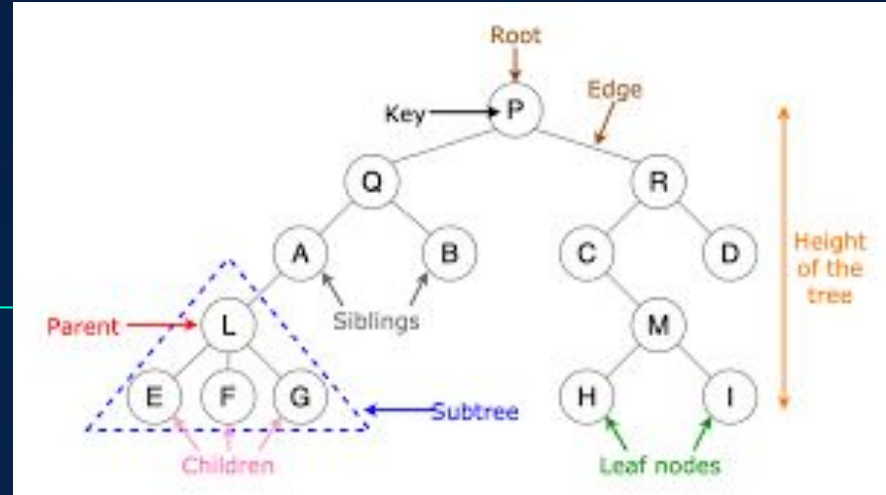 Root
Edge
Key
P
Q
R
A
B
C
D
Height
of the
tree
Siblings
Parent
L
M
E
F
G
H
I
Subtree
Children
Leaf nodes